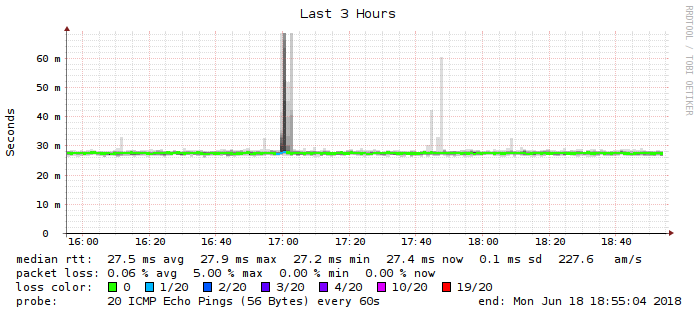 Last 3 Hours
RRDTOOL / TOBI OETIKER
Seconds
60 m
50 m
40 m
30 m
20 m
10 m
0
16:00 16:20 16:40 17:00 17:20 17:40 18:00 18:20 18:40
median rtt: 27.5 ms avg 27.9 ms max 27.2 ms min 27.4 ms now 0.1 ms sd 227.6 am/s
packet loss: 0.06 % avg 5.00 % max 0.00 % min 0.00 % now
loss color: 0 1/20 2/20 3/20 4/20 10/20 19/20
probe: 20 ICMP Echo Pings (56 Bytes) every 60s end: Mon Jun 18 18:55:04 2018